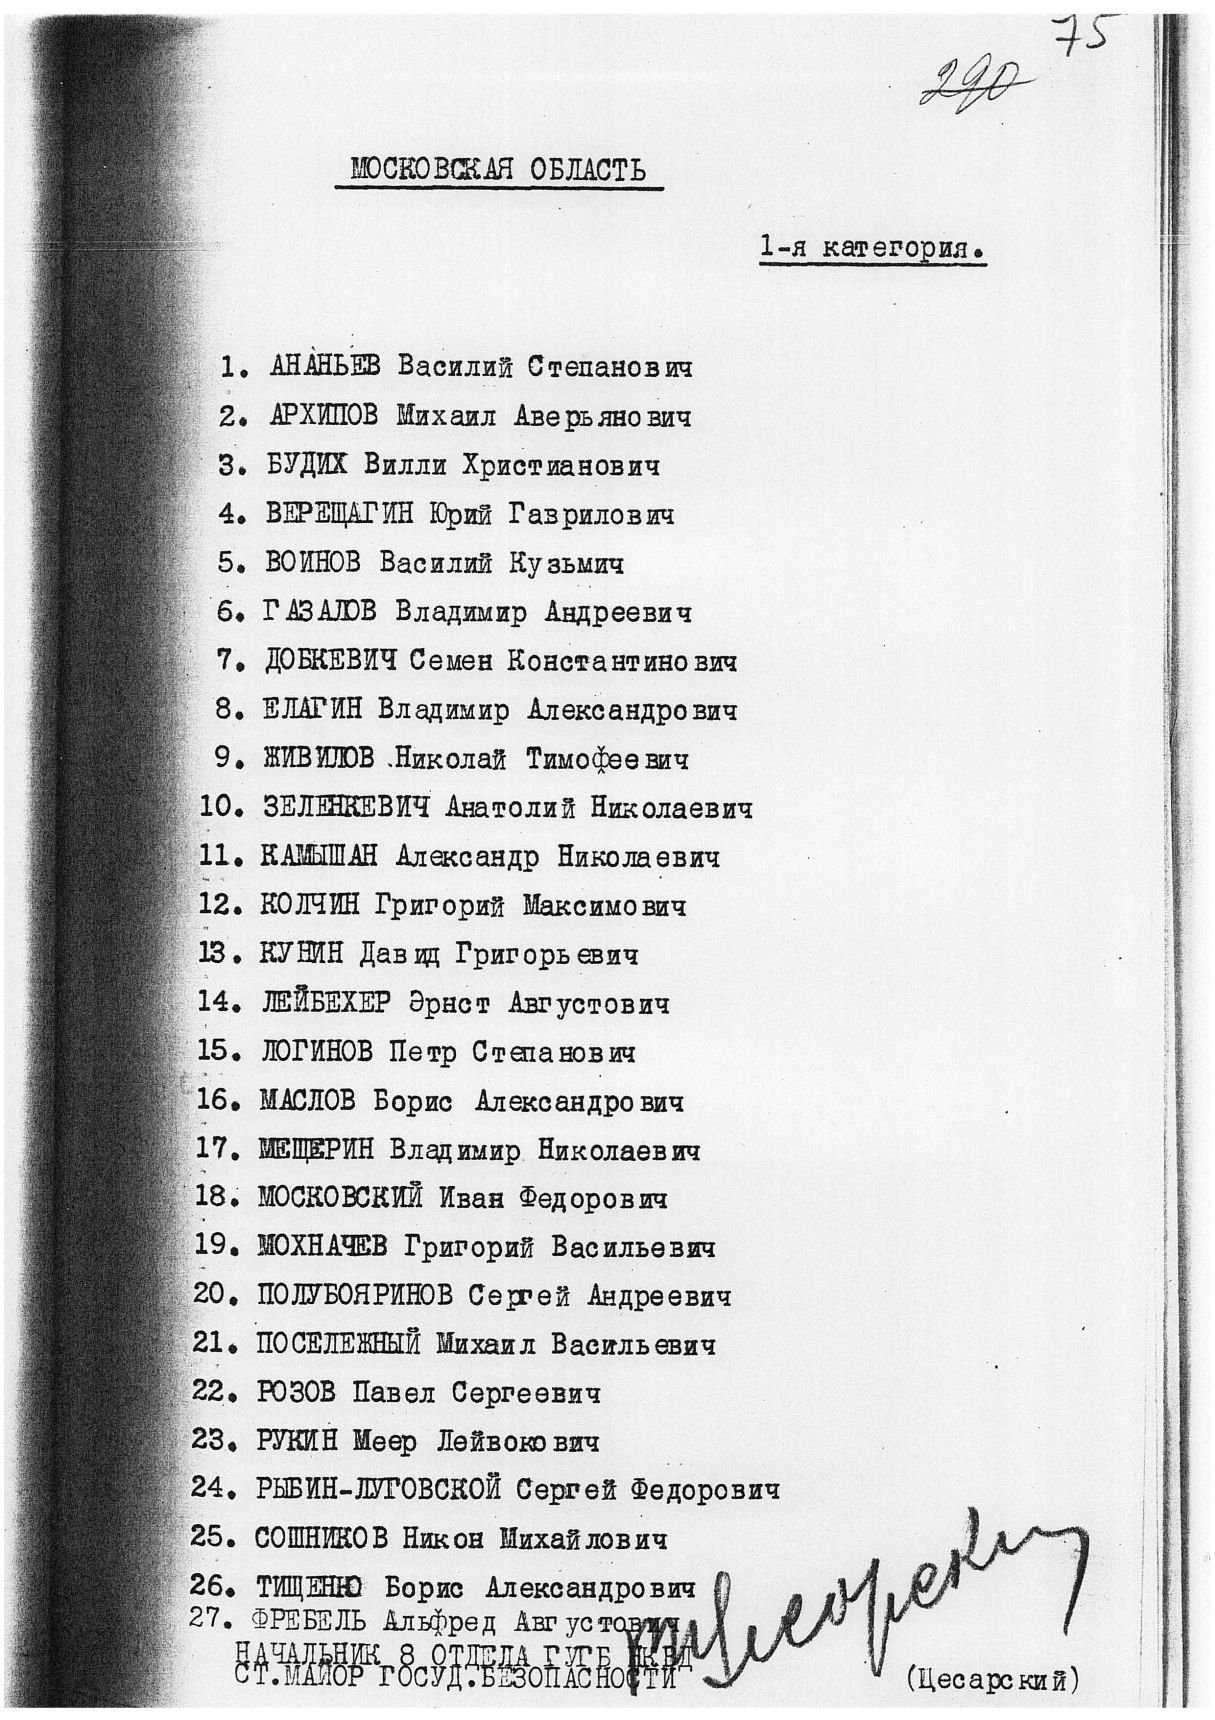 75
290
МОСКОВСКАЯ ОБЛАСТЬ
1-я категория.
1. АНАНЬЕВ Василий Степанович
2. АРХИПОВ Михаил Аверьянович
3. БУДИХ Вилли Христианович
4. ВЕРЕЩАГИН Юрий Гаврилович
5. ВОИНОВ Василий Кузьмич
6. ГАЗАЛОВ Владимир Андреевич
7. ДОБКЕВИЧ Семен Константинович
8. ЕЛАГИН Владимир Александрович
9. ЖИВИЛОВ Николай Тимофеевич
10. ЗЕЛЕНКЕВИЧ Анатолий Николаевич
11. КАМЫШАН Александр Николаевич
12. КОЛЧИН Григорий Максимович
13. КУНИН Давид Григорьевич
14. ЛЕЙБЕХЕР Эрнст Августович
15. ЛОГИНОВ Петр Степанович
16. МАСЛОВ Борис Александрович
17. МЕЩЕРИН Владимир Николаевич
18. МОСКОВСКИЙ Иван Федорович
19. МОХНАЧЕВ Григорий Васильевич
20. ПОЛУБОЯРИНОВ Сергей Андреевич
21. ПОСЕЛЕЖНЫЙ Михаил Васильевич
22. РОЗОВ Павел Сергеевич
23. РУКИН Меер Лейвокович
24. РЫБИН-ЛУГОВСКОЙ Сергей Федорович
25. СОШНИКОВ Никон Михайлович
26. ТИЩЕНЮ Борис Александрович
27. ФРЕБЕЛЬ Альфред Августович
НАЧАЛЬНИК 8 ОТДЕЛА ГУГБ НКВД
СТ.МАЙОР ГОСУД.БЕЗОПАСНОСТИ (Цесарский)
Цесарский